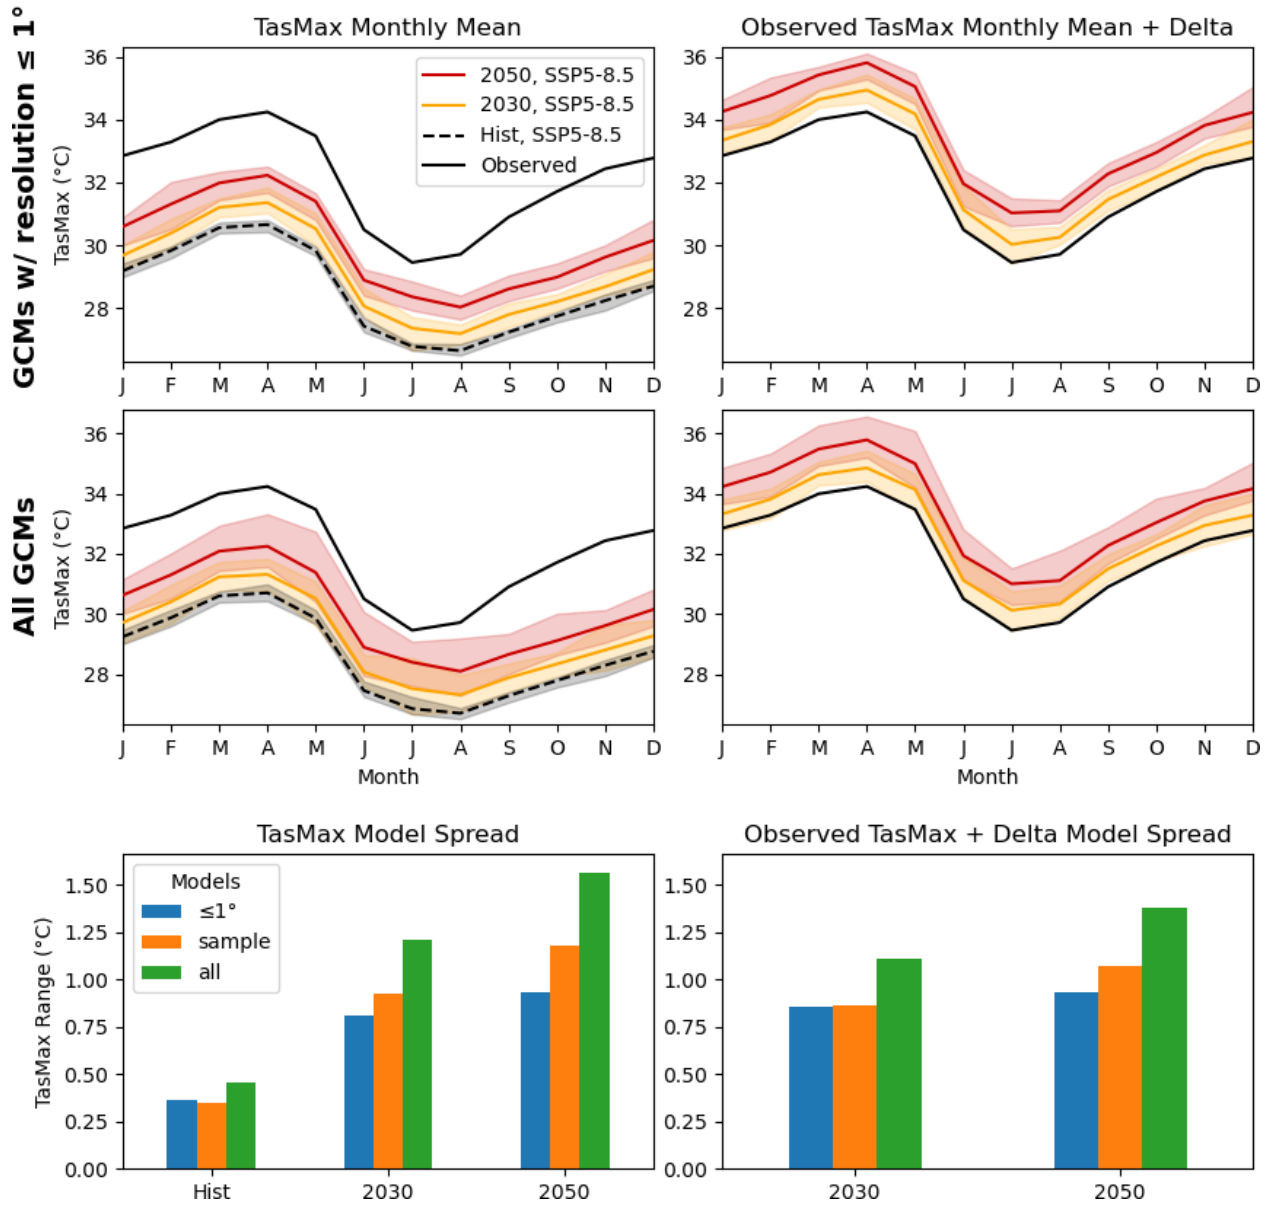 GCMs w/ resolution ≤ 1°
TasMax Monthly Mean
TasMax (°C)
36
34
32
30
28
2050, SSP5-8.5
2030, SSP5-8.5
Hist, SSP5-8.5
Observed
J F M A M J J A S O N D
Observed TasMax Monthly Mean + Delta
36
34
32
30
28
J F M A M J J A S O N D
All GCMs
TasMax (°C)
36
34
32
30
28
J F M A M J J A S O N D
Month
36
34
32
30
28
J F M A M J J A S O N D
Month
TasMax Model Spread
TasMax Range (°C)
1.50
1.25
1.00
0.75
0.50
0.25
0.00
Models
≤1°
sample
all
Hist 2030 2050
Observed TasMax + Delta Model Spread
1.50
1.25
1.00
0.75
0.50
0.25
0.00
2030 2050